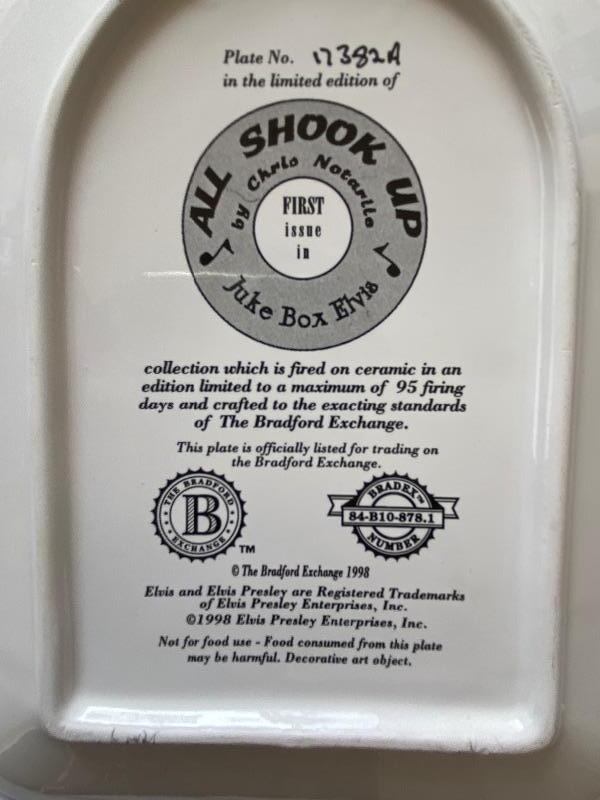 Plate No. 17382A
in the limited edition of
ALL SHOOK UP
by Chris Notarile
FIRST
issue
in
Juke Box Elvis
collection which is fired on ceramic in an
edition limited to a maximum of 95 firing
days and crafted to the exacting standards
of The Bradford Exchange.
This plate is officially listed for trading on
the Bradford Exchange.
THE BRADFORD
B
EXCHANGE
TM
BRADEX™
84-B10-878.1
NUMBER
© The Bradford Exchange 1998
Elvis and Elvis Presley are Registered Trademarks
of Elvis Presley Enterprises, Inc.
©1998 Elvis Presley Enterprises, Inc.
Not for food use - Food consumed from this plate
may be harmful. Decorative art object.